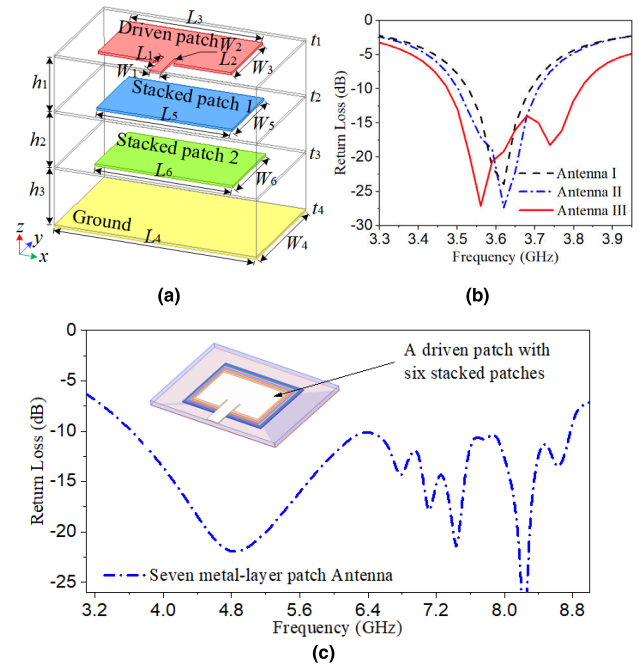 L3
Driven patch
t1
L1
W2
L2
W3
W1
h1
t2
Stacked patch 1
L5
W5
h2
t3
Stacked patch 2
L6
W6
h3
t4
Ground
L4
W4
z
y
x
(a)
0
-5
-10
-15
-20
-25
-30
Return Loss (dB)
Antenna I
Antenna II
Antenna III
3.3 3.4 3.5 3.6 3.7 3.8 3.9
Frequency (GHz)
(b)
0
-5
-10
-15
-20
-25
Return Loss (dB)
A driven patch with
six stacked patches
Seven metal-layer patch Antenna
3.2 4.0 4.8 5.6 6.4 7.2 8.0 8.8
Frequency (GHz)
(c)